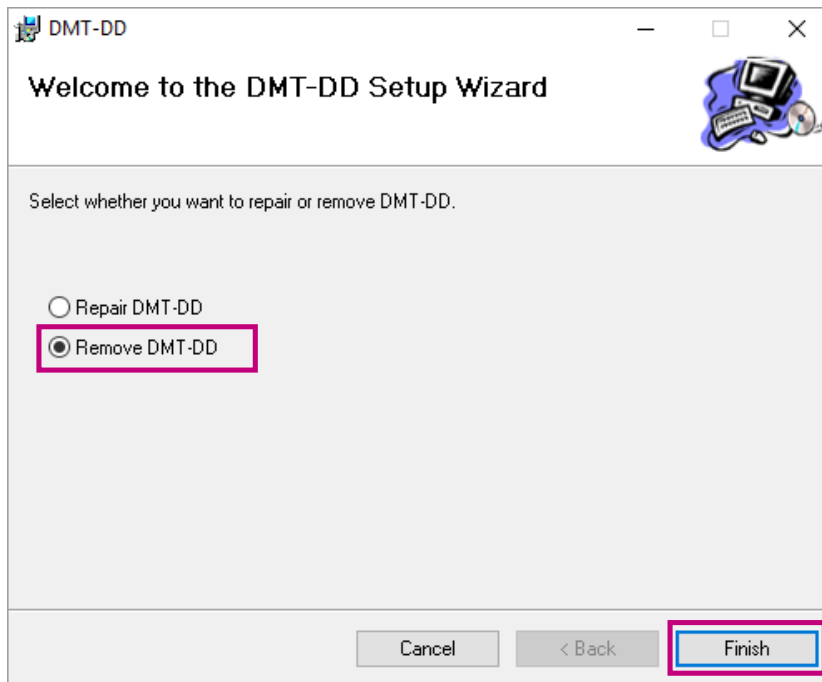 DMT-DD
Welcome to the DMT-DD Setup Wizard
Select whether you want to repair or remove DMT-DD.
Repair DMT-DD
Remove DMT-DD
Cancel
< Back
Finish